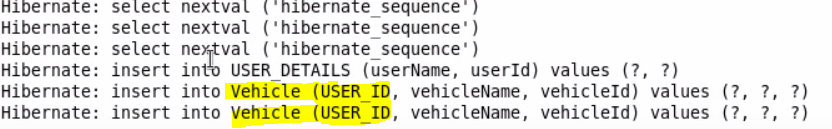 Hibernate: select nextval ('hibernate_sequence')
Hibernate: select nextval ('hibernate_sequence')
Hibernate: select nextval ('hibernate_sequence')
Hibernate: insert into USER_DETAILS (userName, userId) values (?, ?)
Hibernate: insert into Vehicle (USER_ID, vehicleName, vehicleId) values (?, ?, ?)
Hibernate: insert into Vehicle (USER_ID, vehicleName, vehicleId) values (?, ?, ?)